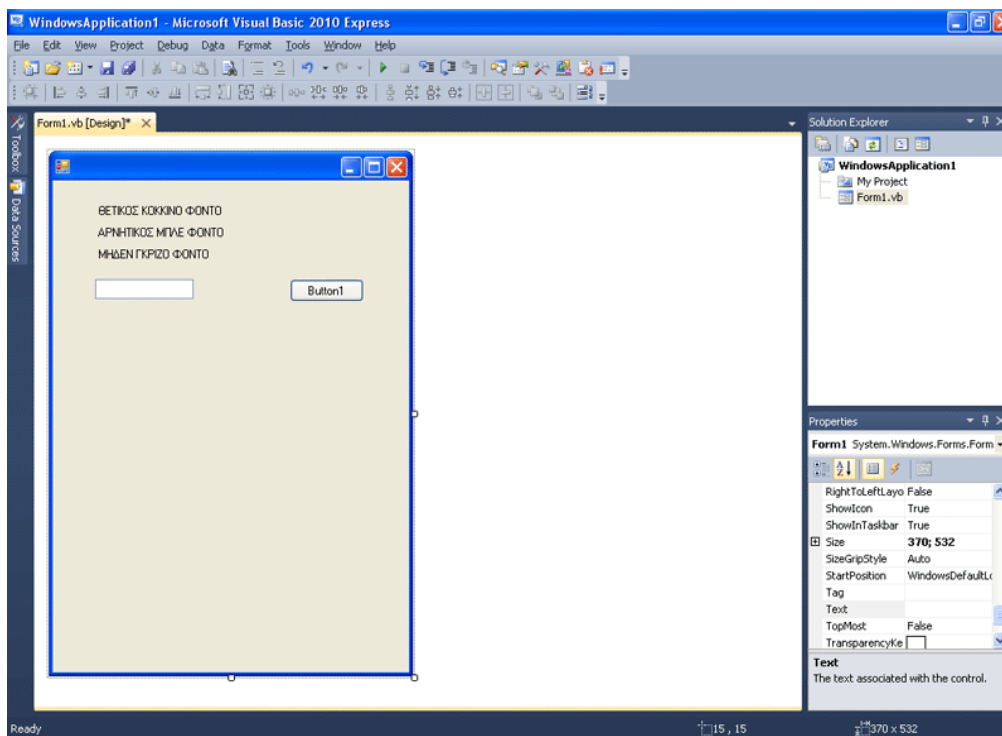 WindowsApplication1 - Microsoft Visual Basic 2010 Express
File Edit View Project Debug Data Format Tools Window Help
Toolbox
Data Sources
Form1.vb [Design]*
ΘΕΤΙΚΟΣ ΚΟΚΚΙΝΟ ΦΟΝΤΟ
ΑΡΝΗΤΙΚΟΣ ΜΠΛΕ ΦΟΝΤΟ
ΜΗΔΕΝ ΓΚΡΙΖΟ ΦΟΝΤΟ
Button1
Solution Explorer
WindowsApplication1
My Project
Form1.vb
Properties
Form1 System.Windows.Forms.Form
RightToLeftLayo False
ShowIcon True
ShowInTaskbar True
Size 370; 532
SizeGripStyle Auto
StartPosition WindowsDefaultLo
Tag
Text
TopMost False
TransparencyKe
Text
The text associated with the control.
Ready
15 , 15
370 x 532